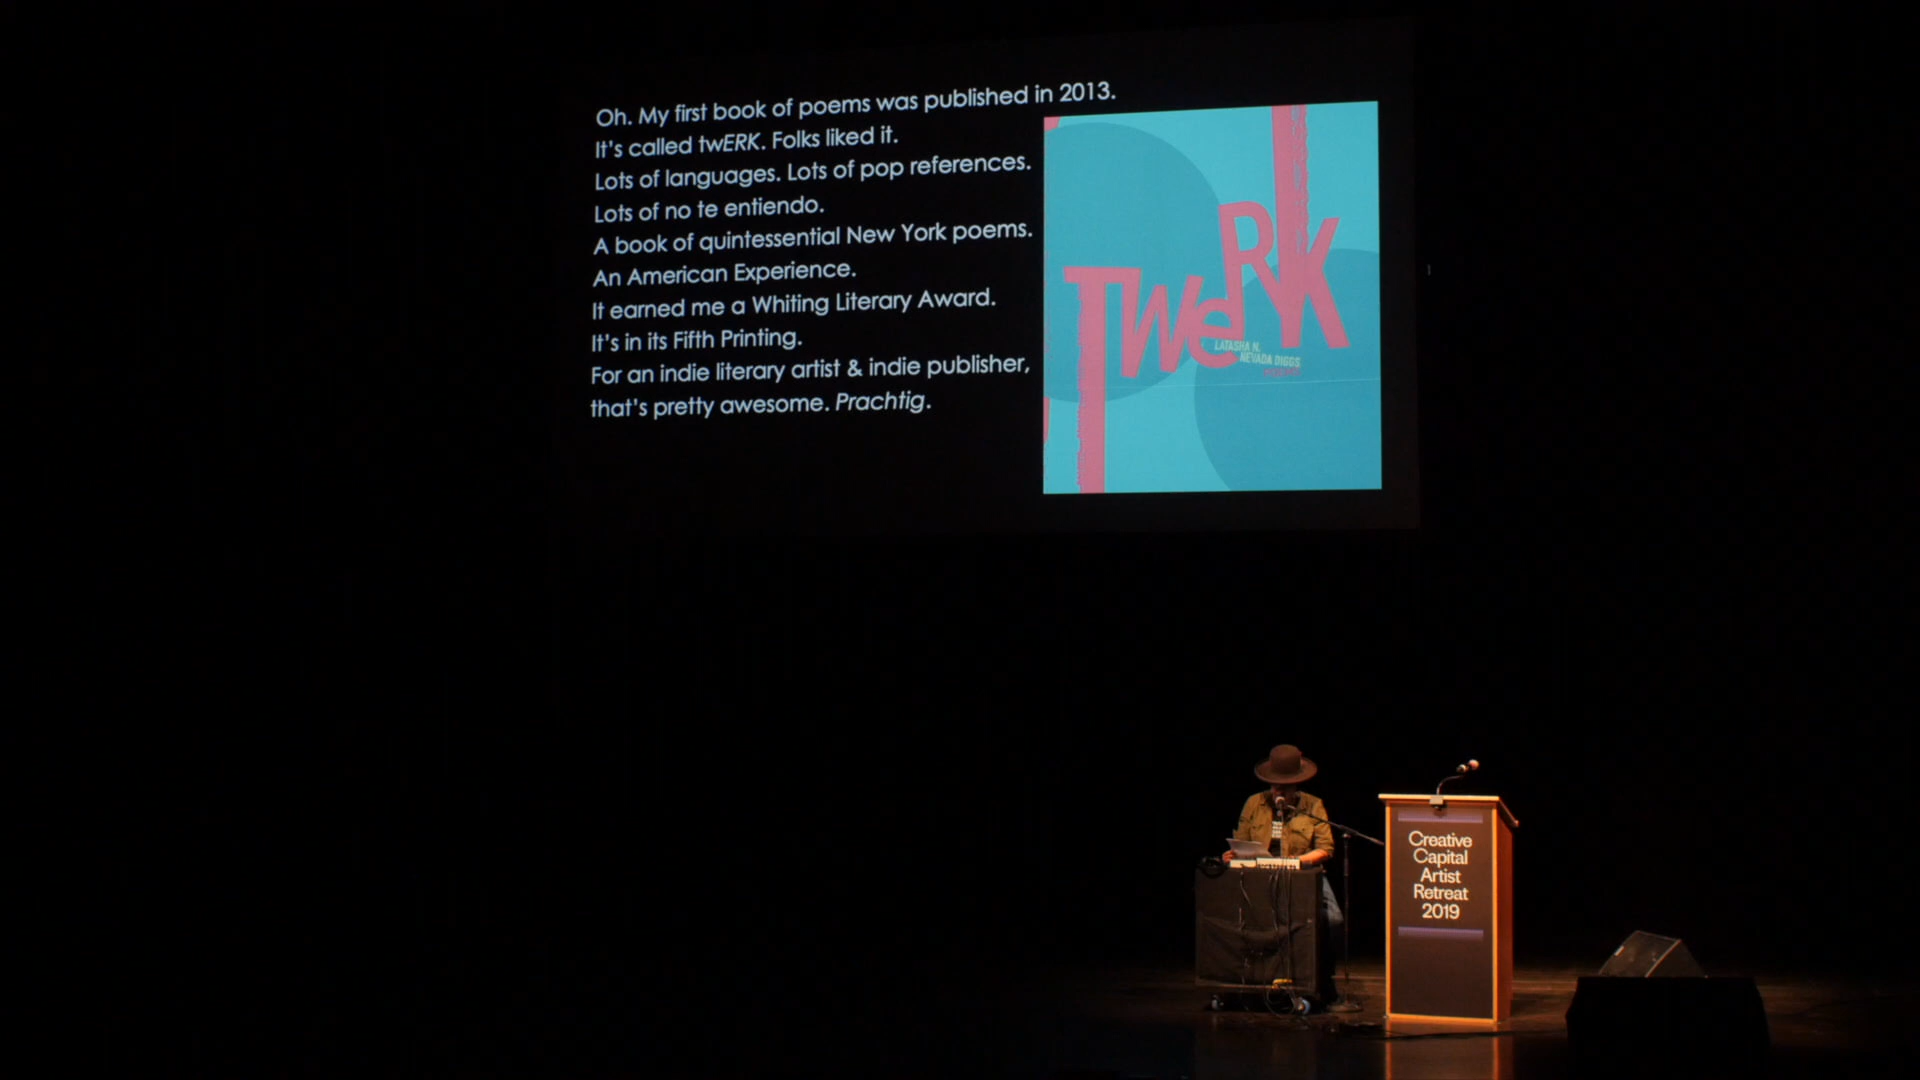 Oh. My first book of poems was published in 2013.
It's called twERK. Folks liked it.
Lots of languages. Lots of pop references.
Lots of no te entiendo.
A book of quintessential New York poems.
An American Experience.
It earned me a Whiting Literary Award.
It's in its Fifth Printing.
For an indie literary artist & indie publisher,
that's pretty awesome. Prachtig.
TWeRK
LATASHA N.
NEVADA DIGGS
Creative
Capital
Artist
Retreat
2019